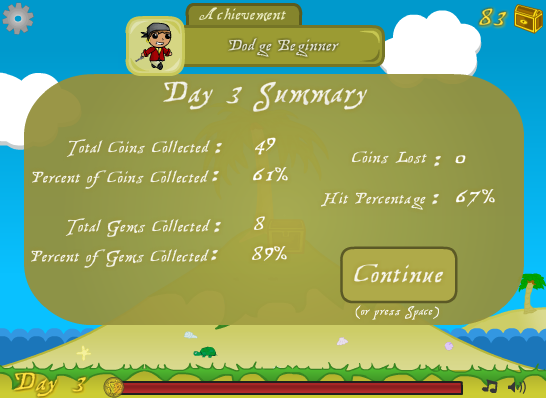 Achievement
Dodge Beginner
83
Day 3 Summary
Total Coins Collected : 49
Percent of Coins Collected : 61%
Total Gems Collected : 8
Percent of Gems Collected : 89%
Coins Lost : 0
Hit Percentage : 67%
Continue
(or press Space)
Day 3